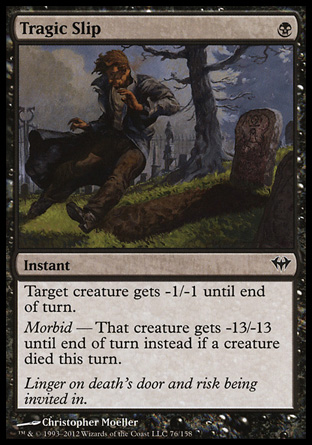 Tragic Slip
Instant
Target creature gets -1/-1 until end
of turn.
Morbid — That creature gets -13/-13
until end of turn instead if a creature
died this turn.
Linger on death's door and risk being
invited in.
Christopher Moeller
™ & © 1993–2012 Wizards of the Coast LLC 76/158